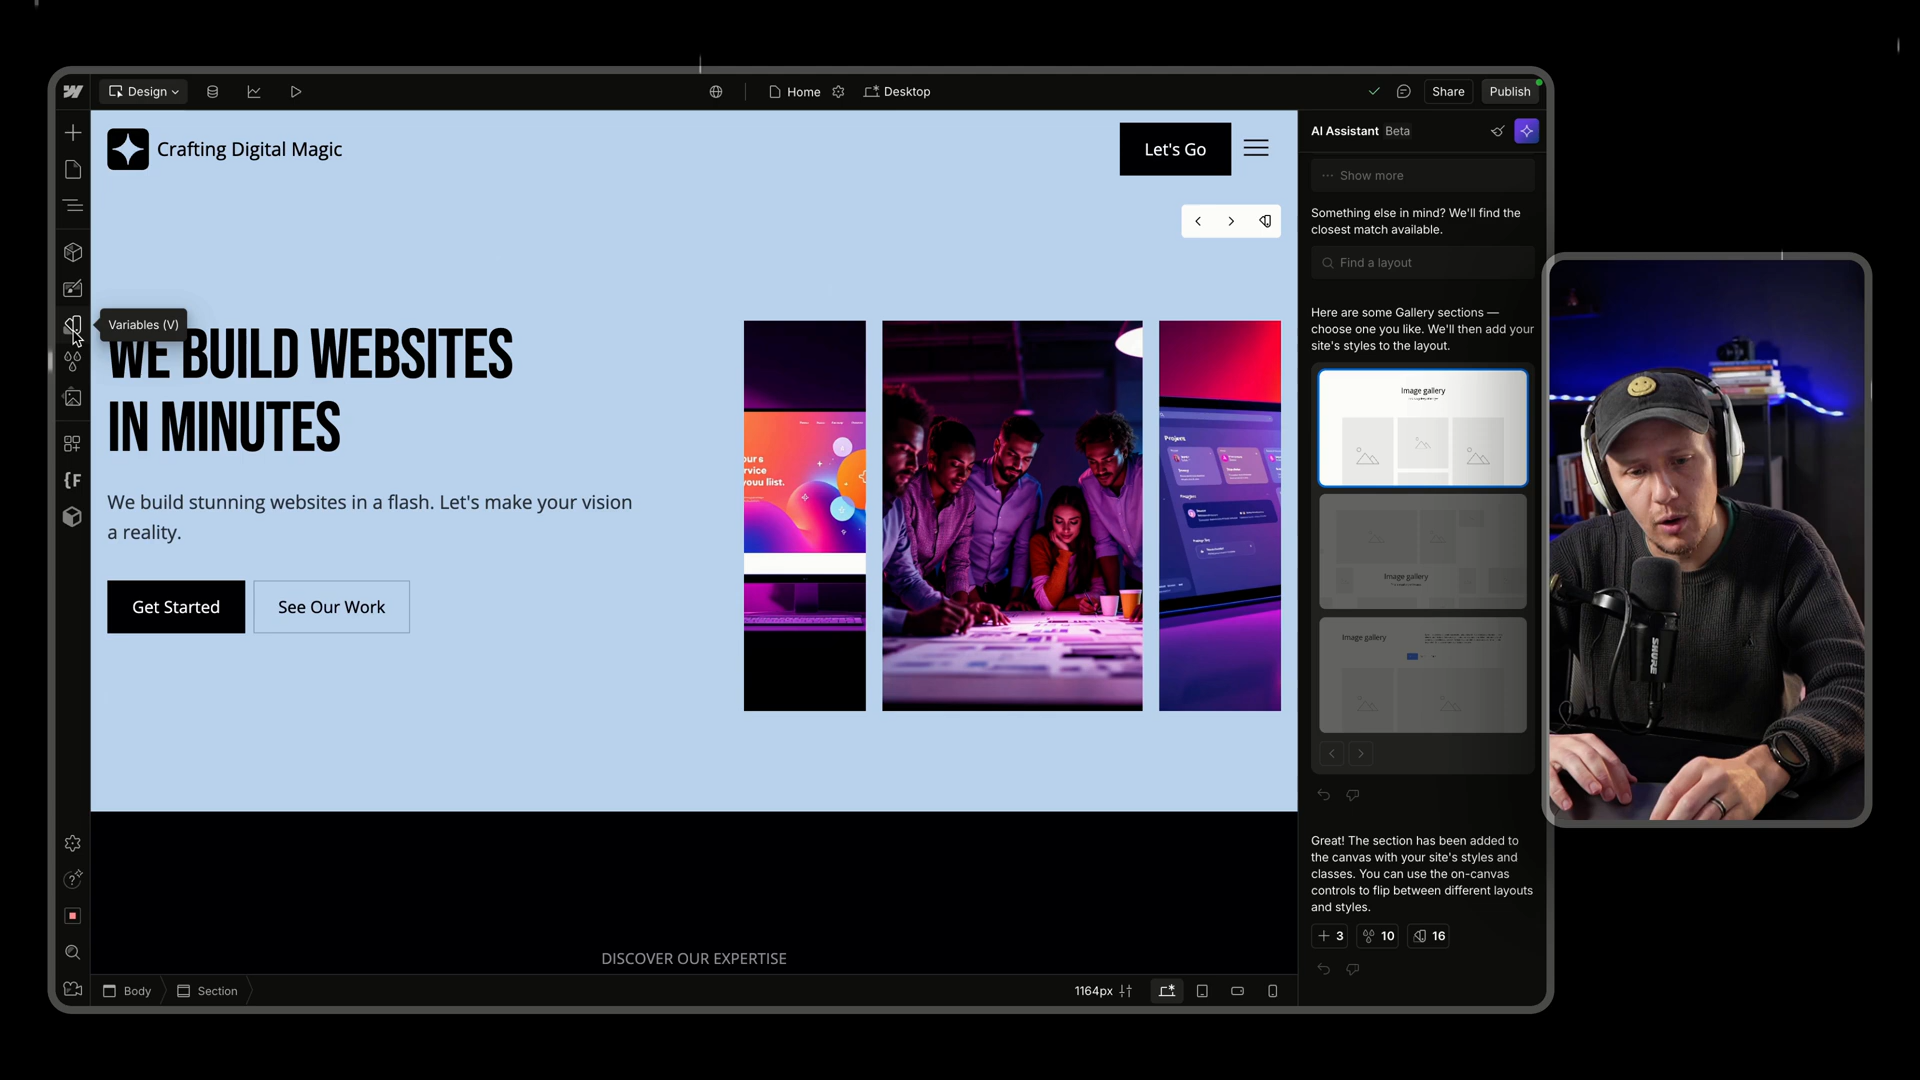 Design
Home
Desktop
Share
Publish
Crafting Digital Magic
Let's Go
Variables (V)
WE BUILD WEBSITES
IN MINUTES
We build stunning websites in a flash. Let's make your vision
a reality.
Get Started
See Our Work
Projects
DISCOVER OUR EXPERTISE
Body
Section
1164px
AI Assistant Beta
Show more
Something else in mind? We'll find the
closest match available.
Find a layout
Here are some Gallery sections —
choose one you like. We'll then add your
site's styles to the layout.
Image gallery
Image gallery
Image gallery
Great! The section has been added to
the canvas with your site's styles and
classes. You can use the on-canvas
controls to flip between different layouts
and styles.
3
10
16
SHURE